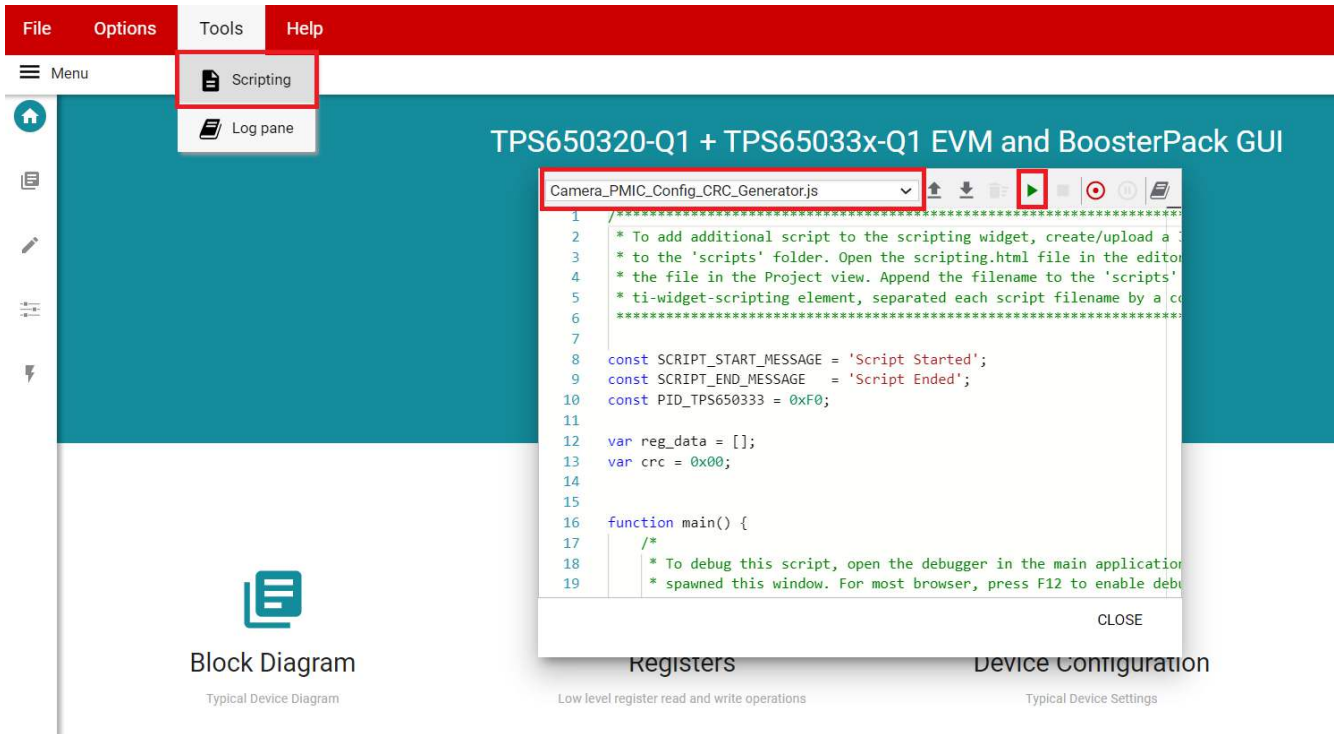 File Options Tools Help
Menu
Scripting
Log pane
TPS650320-Q1 + TPS65033x-Q1 EVM and BoosterPack GUI
Camera_PMIC_Config_CRC_Generator.js
1 /********************************************************************
2 * To add additional script to the scripting widget, create/upload a
3 * to the 'scripts' folder. Open the scripting.html file in the editor
4 * the file in the Project view. Append the filename to the 'scripts'
5 * ti-widget-scripting element, separated each script filename by a
6 ********************************************************************
7
8 const SCRIPT_START_MESSAGE = 'Script Started';
9 const SCRIPT_END_MESSAGE   = 'Script Ended';
10 const PID_TPS650333 = 0xF0;
11
12 var reg_data = [];
13 var crc = 0x00;
14
15
16 function main() {
17 /*
18 * To debug this script, open the debugger in the main application
19 * spawned this window. For most browser, press F12 to enable
CLOSE
Block Diagram Registers Device Configuration
Typical Device Diagram Low level register read and write operations Typical Device Settings